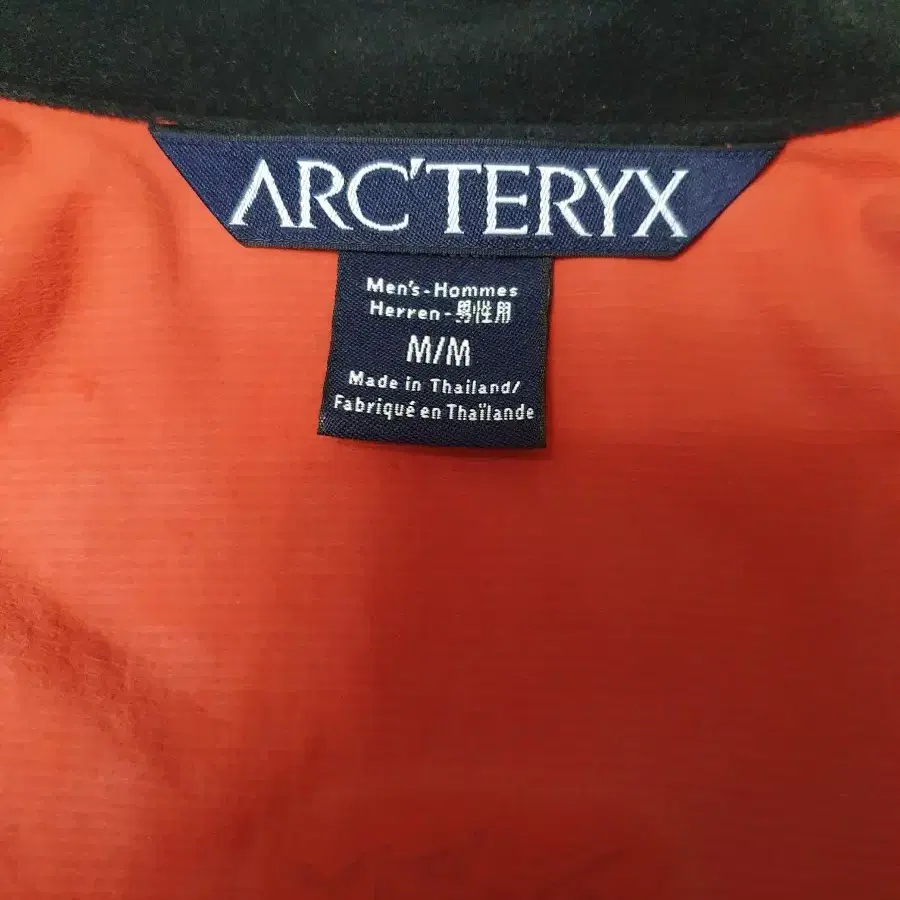 ARC'TERYX
Men's-Hommes
Herren-男性用
M/M
Made in Thailand/
Fabriqué en Thaïlande